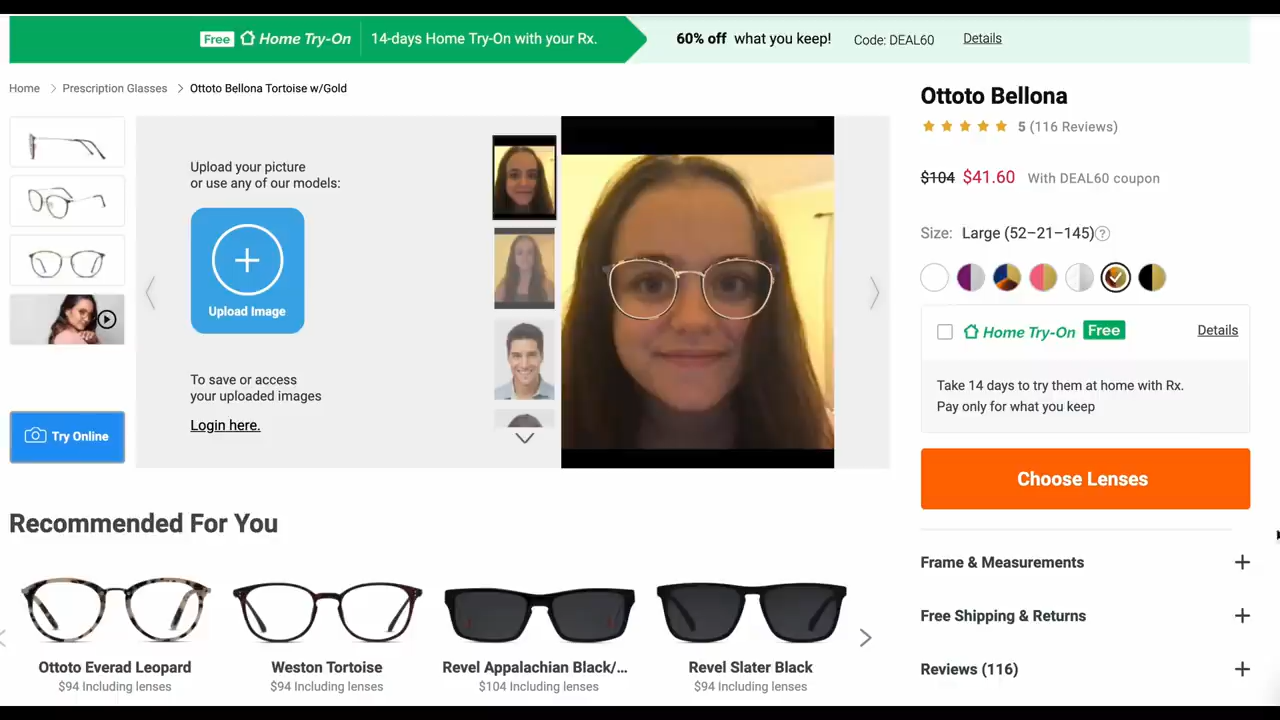 Free Home Try-On 14-days Home Try-On with your Rx. 60% off what you keep! Code: DEAL60 Details
Home Prescription Glasses Ottoto Bellona Tortoise w/Gold
Upload your picture
or use any of our models:
Upload Image
To save or access
your uploaded images
Login here.
Try Online
Ottoto Bellona
5 (116 Reviews)
$104 $41.60 With DEAL60 coupon
Size: Large (52–21–145) ?
Home Try-On Free Details
Take 14 days to try them at home with Rx.
Pay only for what you keep
Choose Lenses
Frame & Measurements
Free Shipping & Returns
Reviews (116)
Recommended For You
Ottoto Everad Leopard
$94 Including lenses
Weston Tortoise
$94 Including lenses
Revel Appalachian Black/...
$104 Including lenses
Revel Slater Black
$94 Including lenses